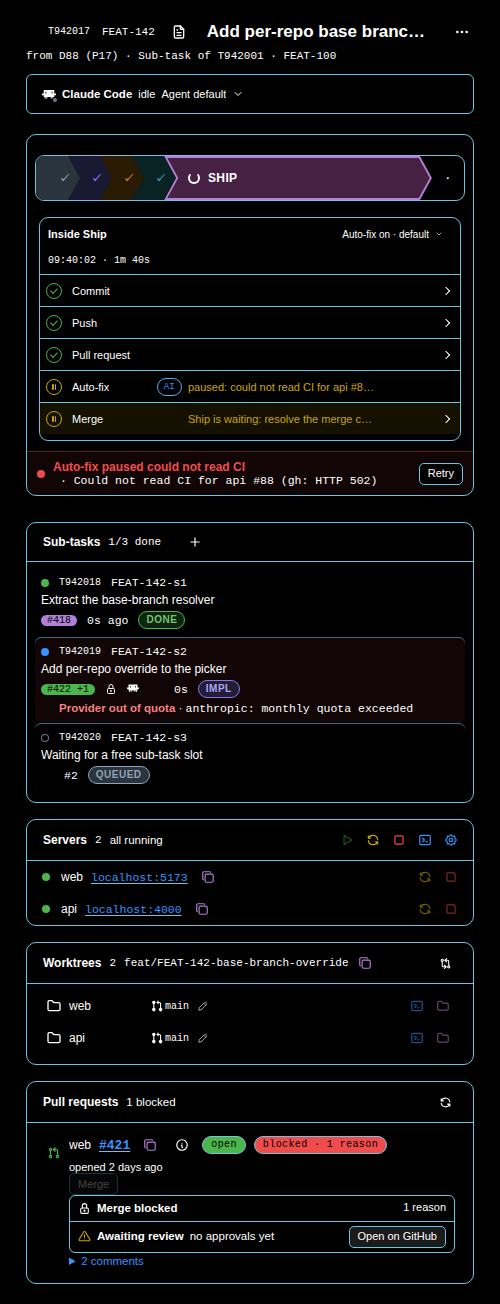 T942017 FEAT-142 Add per-repo base branc…
from D88 (P17) · Sub-task of T942001 · FEAT-100
Claude Code idle Agent default
SHIP
Inside Ship Auto-fix on · default
09:40:02 · 1m 40s
Commit
Push
Pull request
Auto-fix AI paused: could not read CI for api #8…
Merge Ship is waiting: resolve the merge c…
Auto-fix paused could not read CI
· Could not read CI for api #88 (gh: HTTP 502)
Retry
Sub-tasks 1/3 done
T942018 FEAT-142-s1
Extract the base-branch resolver
#418 0s ago DONE
T942019 FEAT-142-s2
Add per-repo override to the picker
#422 +1 0s IMPL
Provider out of quota · anthropic: monthly quota exceeded
T942020 FEAT-142-s3
Waiting for a free sub-task slot
#2 QUEUED
Servers 2 all running
web localhost:5173
api localhost:4000
Worktrees 2 feat/FEAT-142-base-branch-override
web main
api main
Pull requests 1 blocked
web #421 open blocked · 1 reason
opened 2 days ago
Merge
Merge blocked 1 reason
Awaiting review no approvals yet Open on GitHub
2 comments